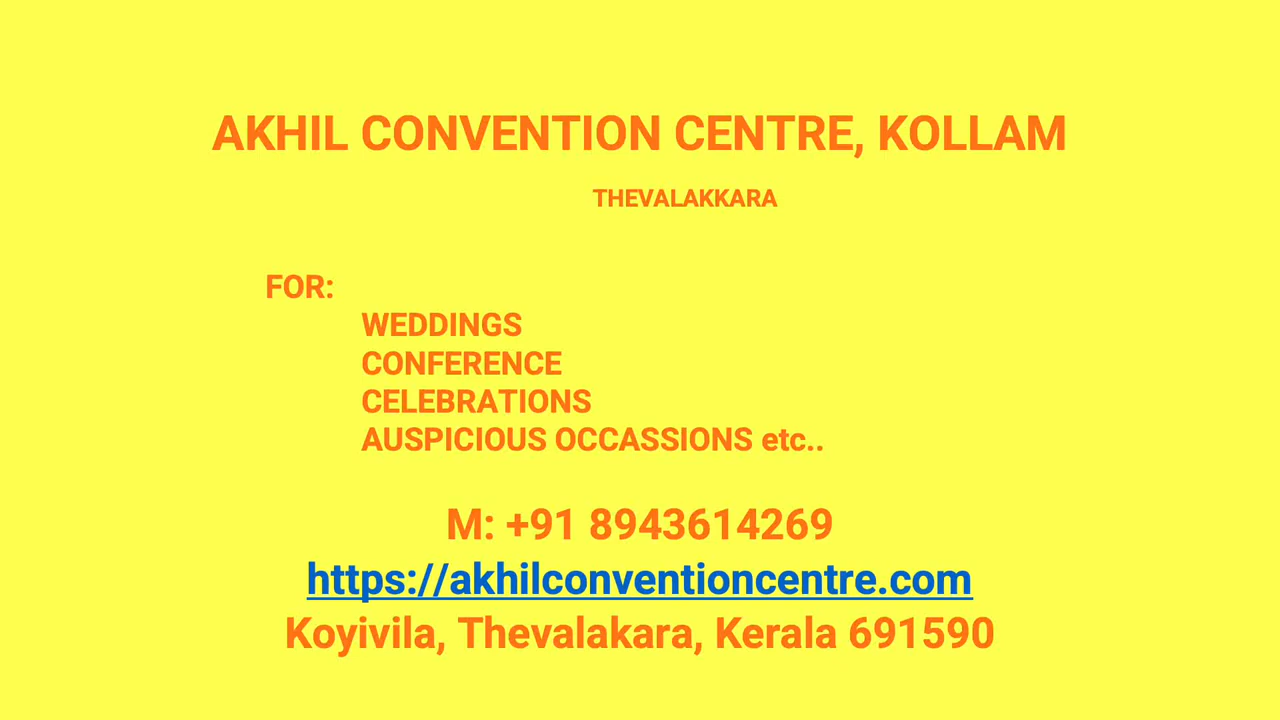 AKHIL CONVENTION CENTRE, KOLLAM
THEVALAKKARA
FOR:
WEDDINGS
CONFERENCE
CELEBRATIONS
AUSPICIOUS OCCASSIONS etc..
M: +91 8943614269
https://akhilconventioncentre.com
Koyivila, Thevalakara, Kerala 691590